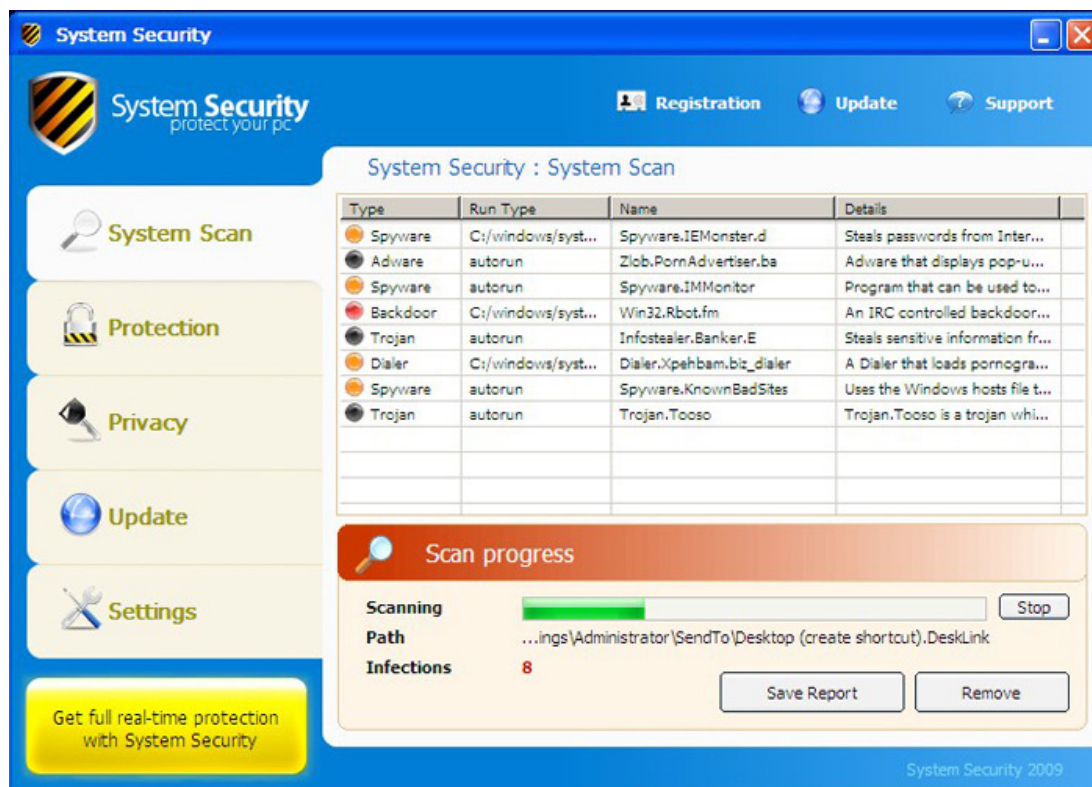 System Security
System Security
protect your pc
Registration Update Support
System Security : System Scan
System Scan
Protection
Privacy
Update
Settings
Get full real-time protection
with System Security
Type Run Type Name Details
Spyware C:/windows/syst... Spyware.IEMonster.d Steals passwords from Inter...
Adware autorun Zlob.PornAdvertiser.ba Adware that displays pop-u...
Spyware autorun Spyware.IMMonitor Program that can be used to...
Backdoor C:/windows/syst... Win32.Rbot.fm An IRC controlled backdoor...
Trojan autorun Infostealer.Banker.E Steals sensitive information fr...
Dialer C:/windows/syst... Dialer.Xpehbam.biz_dialer A Dialer that loads pornogra...
Spyware autorun Spyware.KnownBadSites Uses the Windows hosts file t...
Trojan autorun Trojan.Tooso Trojan.Tooso is a trojan whi...
Scan progress
Scanning Stop
Path ...ings\Administrator\SendTo\Desktop (create shortcut).DeskLink
Infections 8
Save Report Remove
System Security 2009